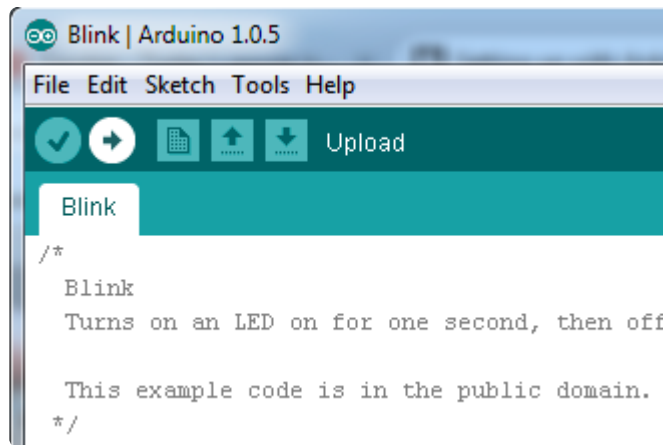 Blink | Arduino 1.0.5
File Edit Sketch Tools Help
Upload
Blink
/*
Blink
Turns on an LED on for one second, then off
This example code is in the public domain.
*/